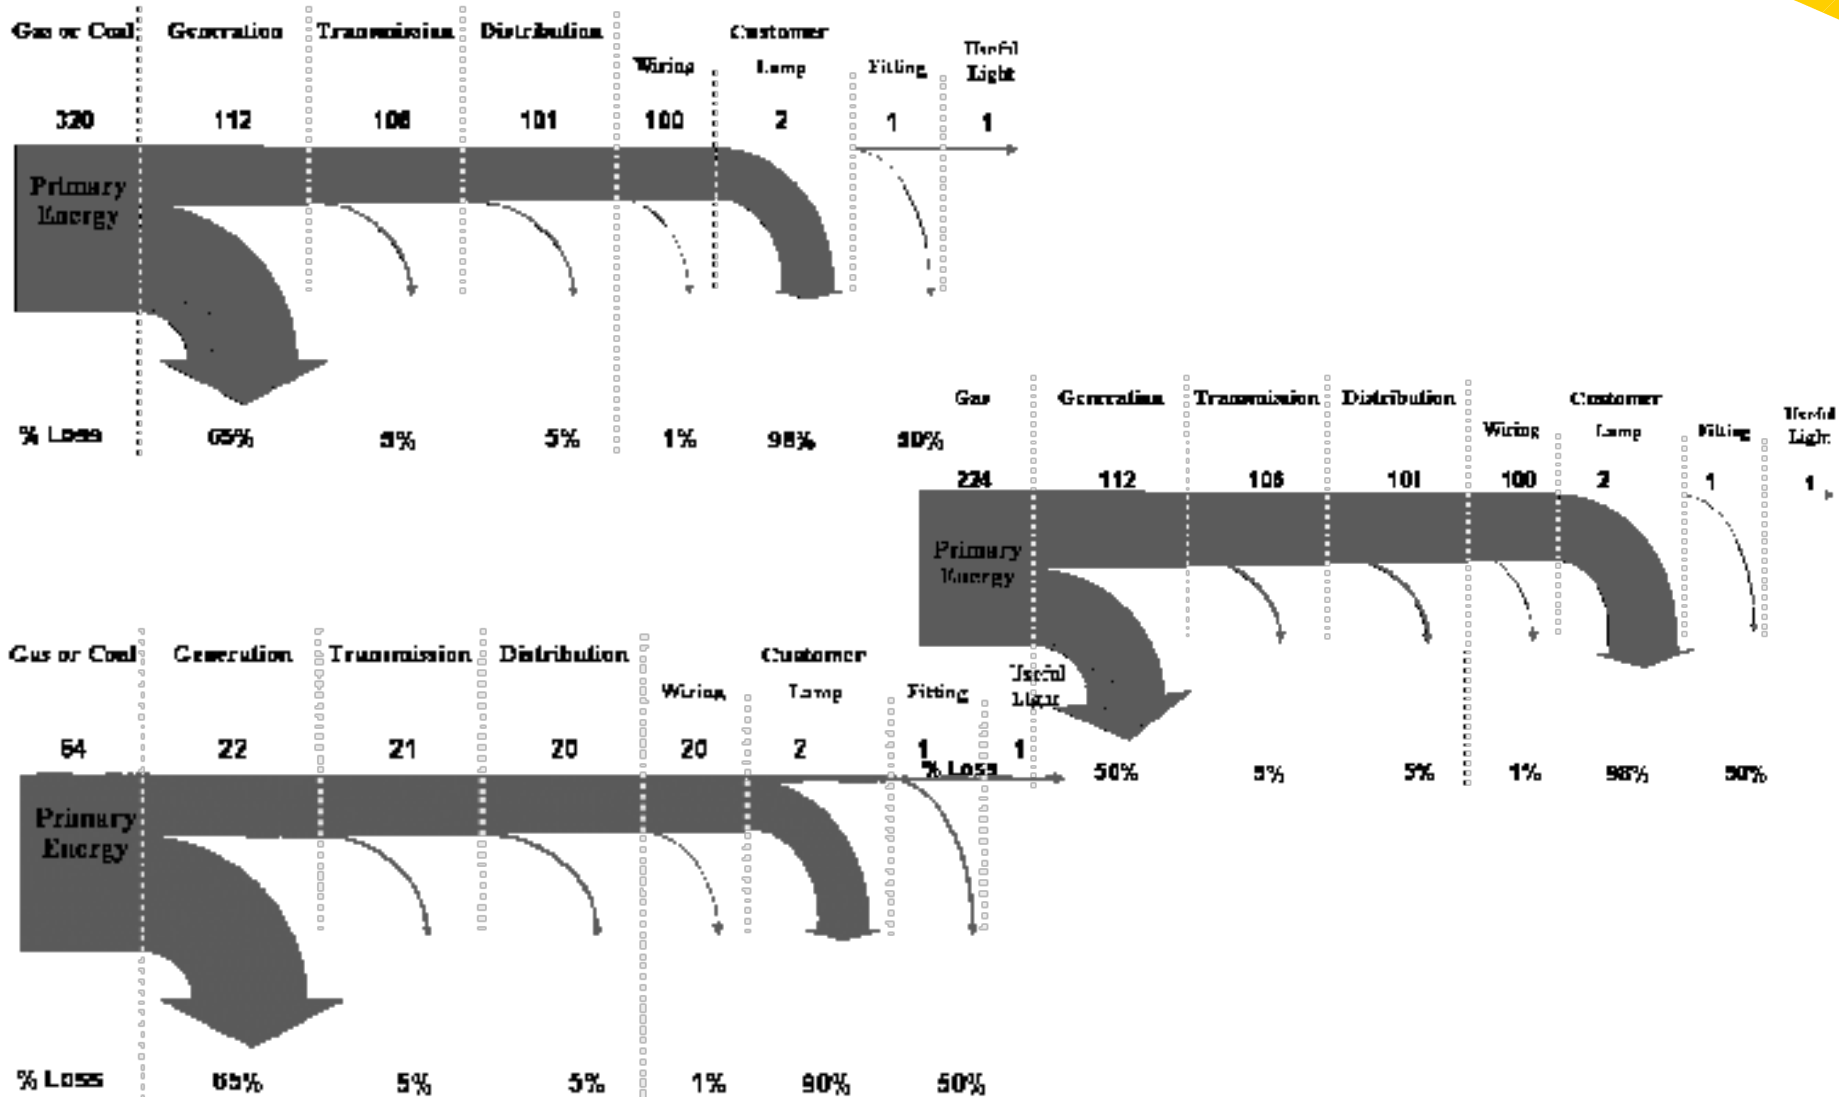 Gas or Coal Generation Transmission Distribution Customer
Wiring Lamp Fitting Useful Light
320 112 106 101 100 2 1 1
Primary
Energy
% Loss 65% 5% 5% 1% 98% 50%
Gas Generation Transmission Distribution Customer
Wiring Lamp Fitting Useful Light
224 112 106 101 100 2 1 1
Primary
Energy
% Loss 50% 5% 5% 1% 98% 50%
Gas or Coal Generation Transmission Distribution Customer
Wiring Lamp Fitting Useful Light
64 22 21 20 20 2 1 1
Primary
Energy
% Loss 65% 5% 5% 1% 90% 50%